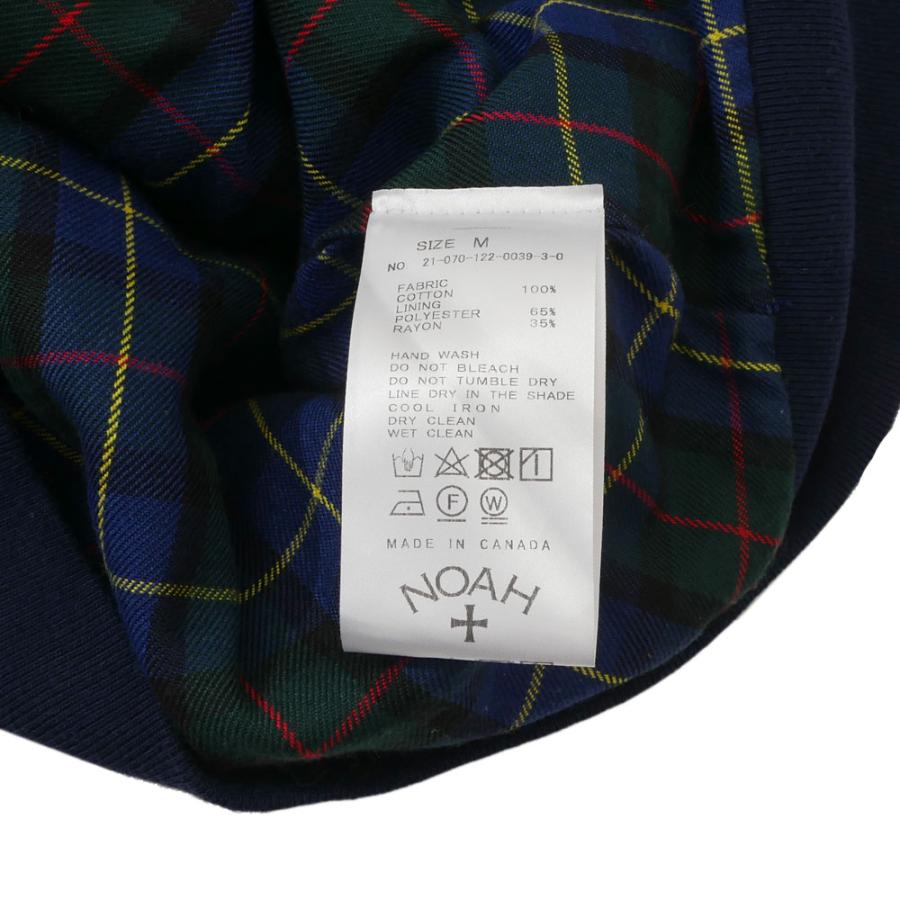 SIZE M
NO 21-070-122-0039-3-0
FABRIC
COTTON 100%
LINING
POLYESTER 65%
RAYON 35%
HAND WASH
DO NOT BLEACH
DO NOT TUMBLE DRY
LINE DRY IN THE SHADE
COOL IRON
DRY CLEAN
WET CLEAN
F W
MADE IN CANADA
NOAH